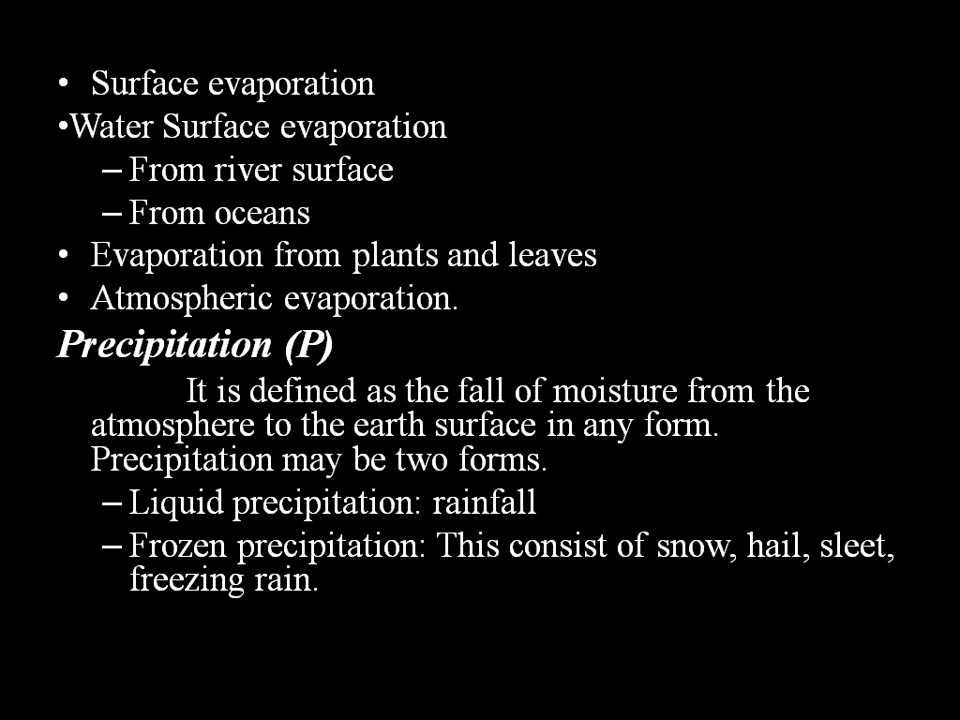 • Surface evaporation
•Water Surface evaporation
– From river surface
– From oceans
• Evaporation from plants and leaves
• Atmospheric evaporation.
Precipitation (P)
It is defined as the fall of moisture from the
atmosphere to the earth surface in any form.
Precipitation may be two forms.
– Liquid precipitation: rainfall
– Frozen precipitation: This consist of snow, hail, sleet,
freezing rain.